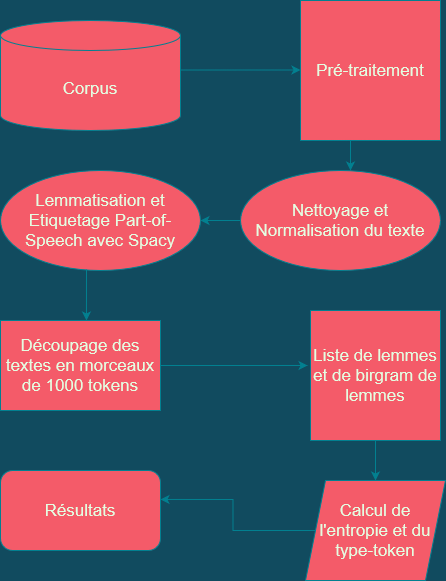 Corpus
Pré-traitement
Nettoyage et
Normalisation du texte
Lemmatisation et
Etiquetage Part-of-
Speech avec Spacy
Découpage des
textes en morceaux
de 1000 tokens
Liste de lemmes
et de birgram de
lemmes
Calcul de
l'entropie et du
type-token
Résultats